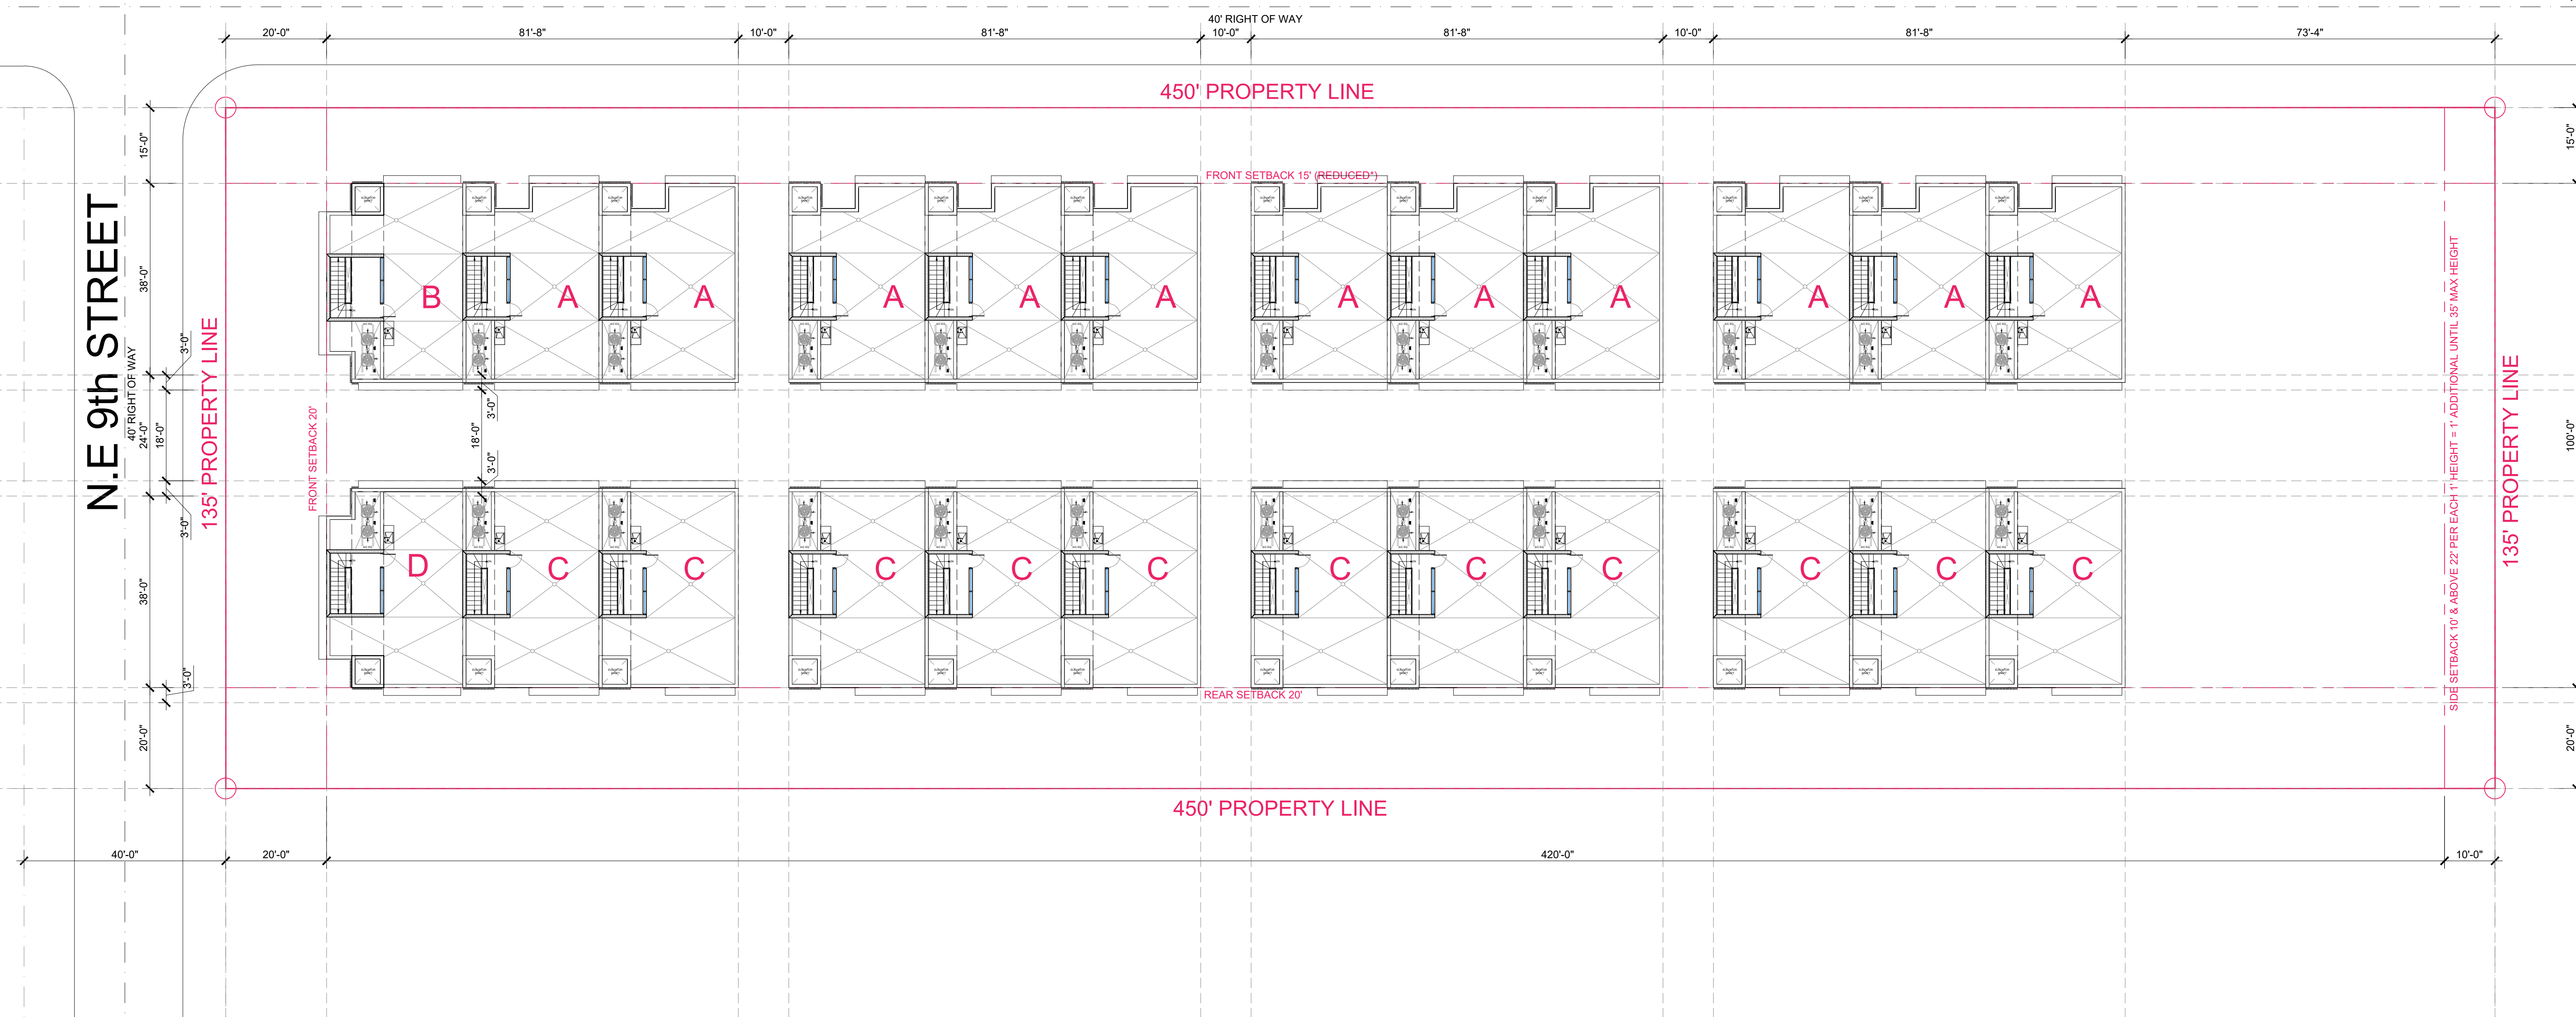 40' RIGHT OF WAY
20'-0"
81'-8"
10'-0"
81'-8"
10'-0"
81'-8"
10'-0"
81'-8"
73'-4"
450' PROPERTY LINE
FRONT SETBACK 15' (REDUCED*)
15'-0"
38'-0"
3'-0"
24'-0"
18'-0"
3'-0"
38'-0"
3'-0"
20'-0"
N.E 9th STREET
40' RIGHT OF WAY
135' PROPERTY LINE
FRONT SETBACK 20'
B
A
A
A
A
A
A
A
A
A
A
A
3'-0"
18'-0"
3'-0"
D
C
C
C
C
C
C
C
C
C
C
C
SIDE SETBACK 10' & ABOVE 22' PER EACH 1' HEIGHT = 1' ADDITIONAL UNTIL 35' MAX HEIGHT
135' PROPERTY LINE
15'-0"
100'-0"
20'-0"
REAR SETBACK 20'
450' PROPERTY LINE
40'-0"
20'-0"
420'-0"
10'-0"